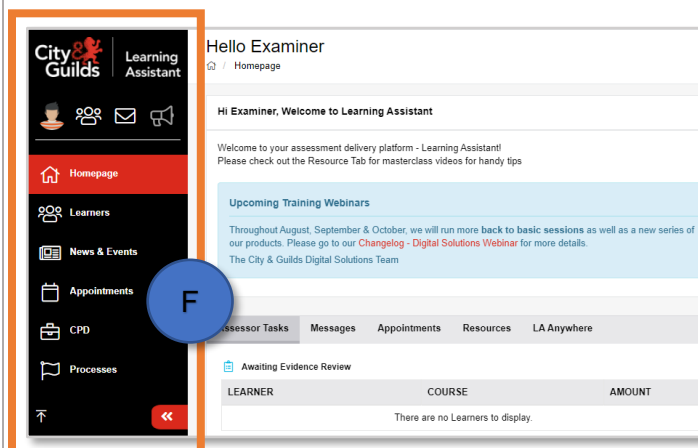 City & Guilds
Learning Assistant
Hello Examiner
/ Homepage
Hi Examiner, Welcome to Learning Assistant
Welcome to your assessment delivery platform - Learning Assistant!
Please check out the Resource Tab for masterclass videos for handy tips
Upcoming Training Webinars
Throughout August, September & October, we will run more back to basic sessions as well as a new series of
our products. Please go to our Changelog - Digital Solutions Webinar for more details.
The City & Guilds Digital Solutions Team
Homepage
Learners
News & Events
Appointments
CPD
Processes
F
Assessor Tasks Messages Appointments Resources LA Anywhere
Awaiting Evidence Review
LEARNER COURSE AMOUNT
There are no Learners to display.